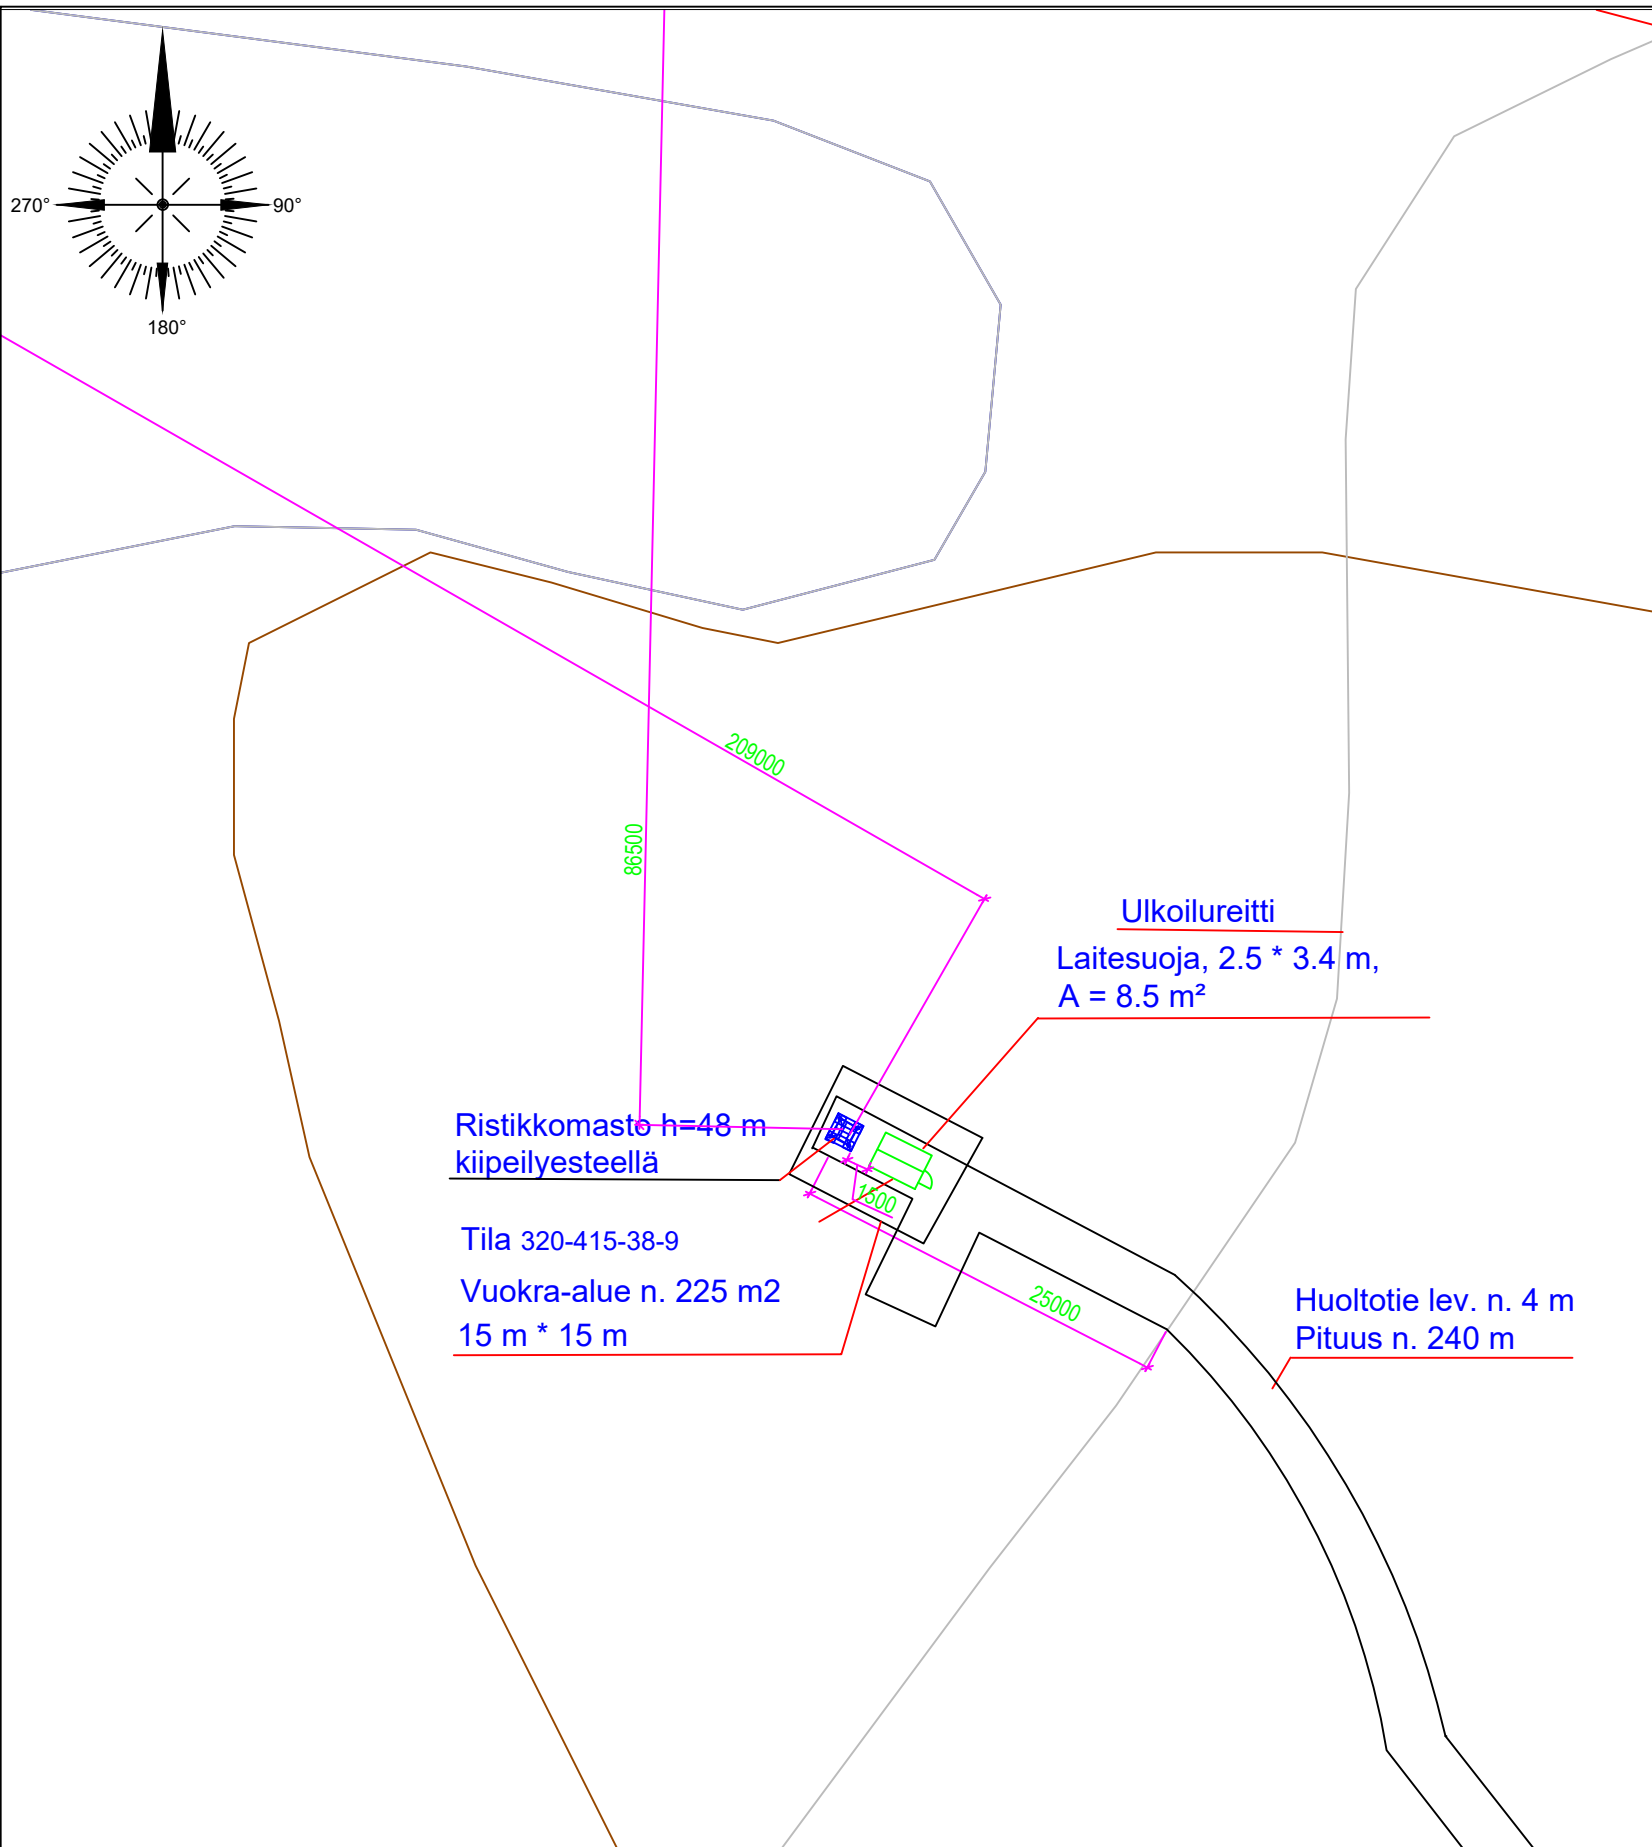 270°
90°
180°
209000
86500
Ulkoilureitti
Laitesuoja, 2.5 * 3.4 m,
A = 8.5 m²
Ristikkomasto h=48 m
kiipeilyesteellä
1500
Tila 320-415-38-9
Vuokra-alue n. 225 m2
15 m * 15 m
25000
Huoltotie lev. n. 4 m
Pituus n. 240 m